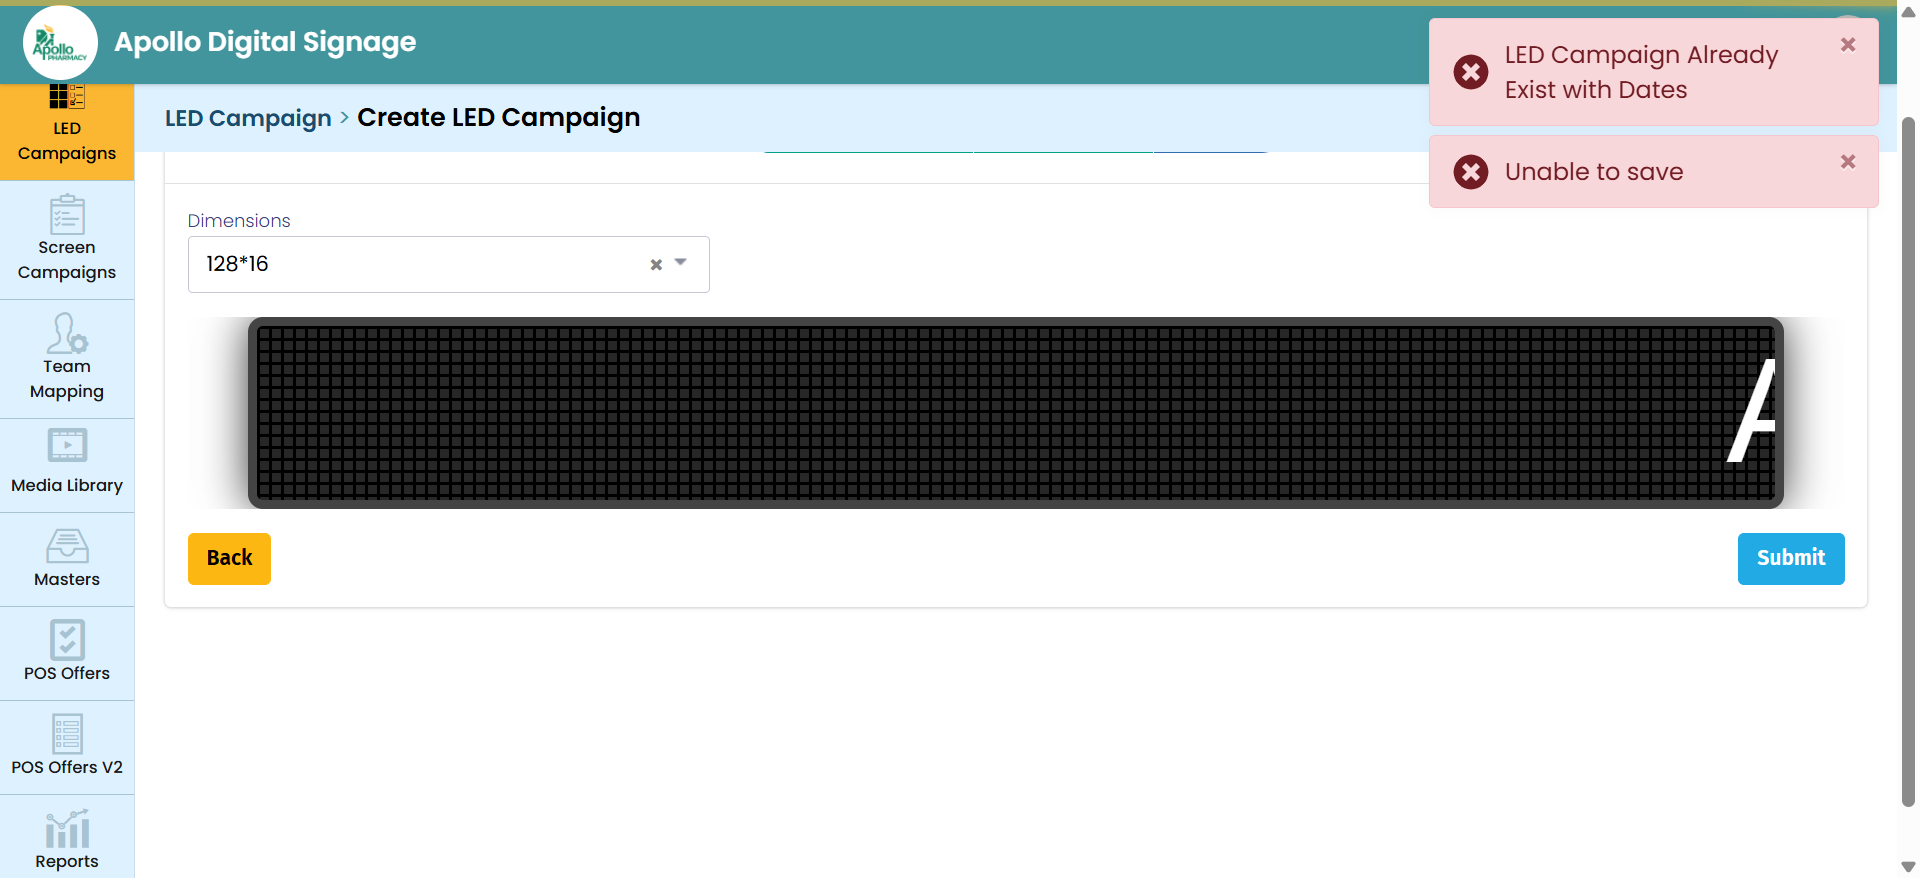 Apollo
PHARMACY
Apollo Digital Signage
LED Campaign Already
Exist with Dates
Unable to save
LED Campaign > Create LED Campaign
LED
Campaigns
Screen
Campaigns
Team
Mapping
Media Library
Masters
POS Offers
POS Offers V2
Reports
Dimensions
128*16
A
Back
Submit